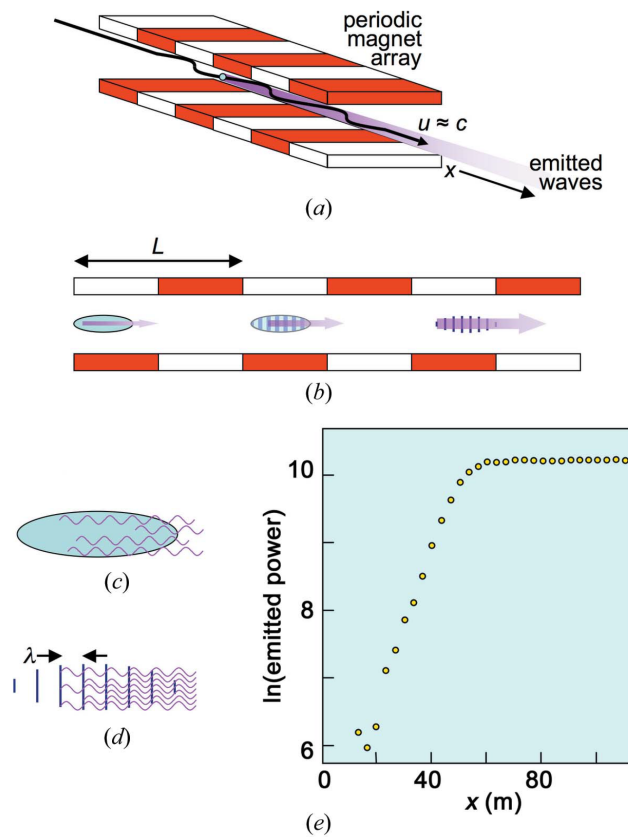 periodic
magnet
array
u ≈ c
x
emitted
waves
(a)
L
(b)
(c)
λ
(d)
ln(emitted power)
10
8
6
0
40
80
x (m)
(e)